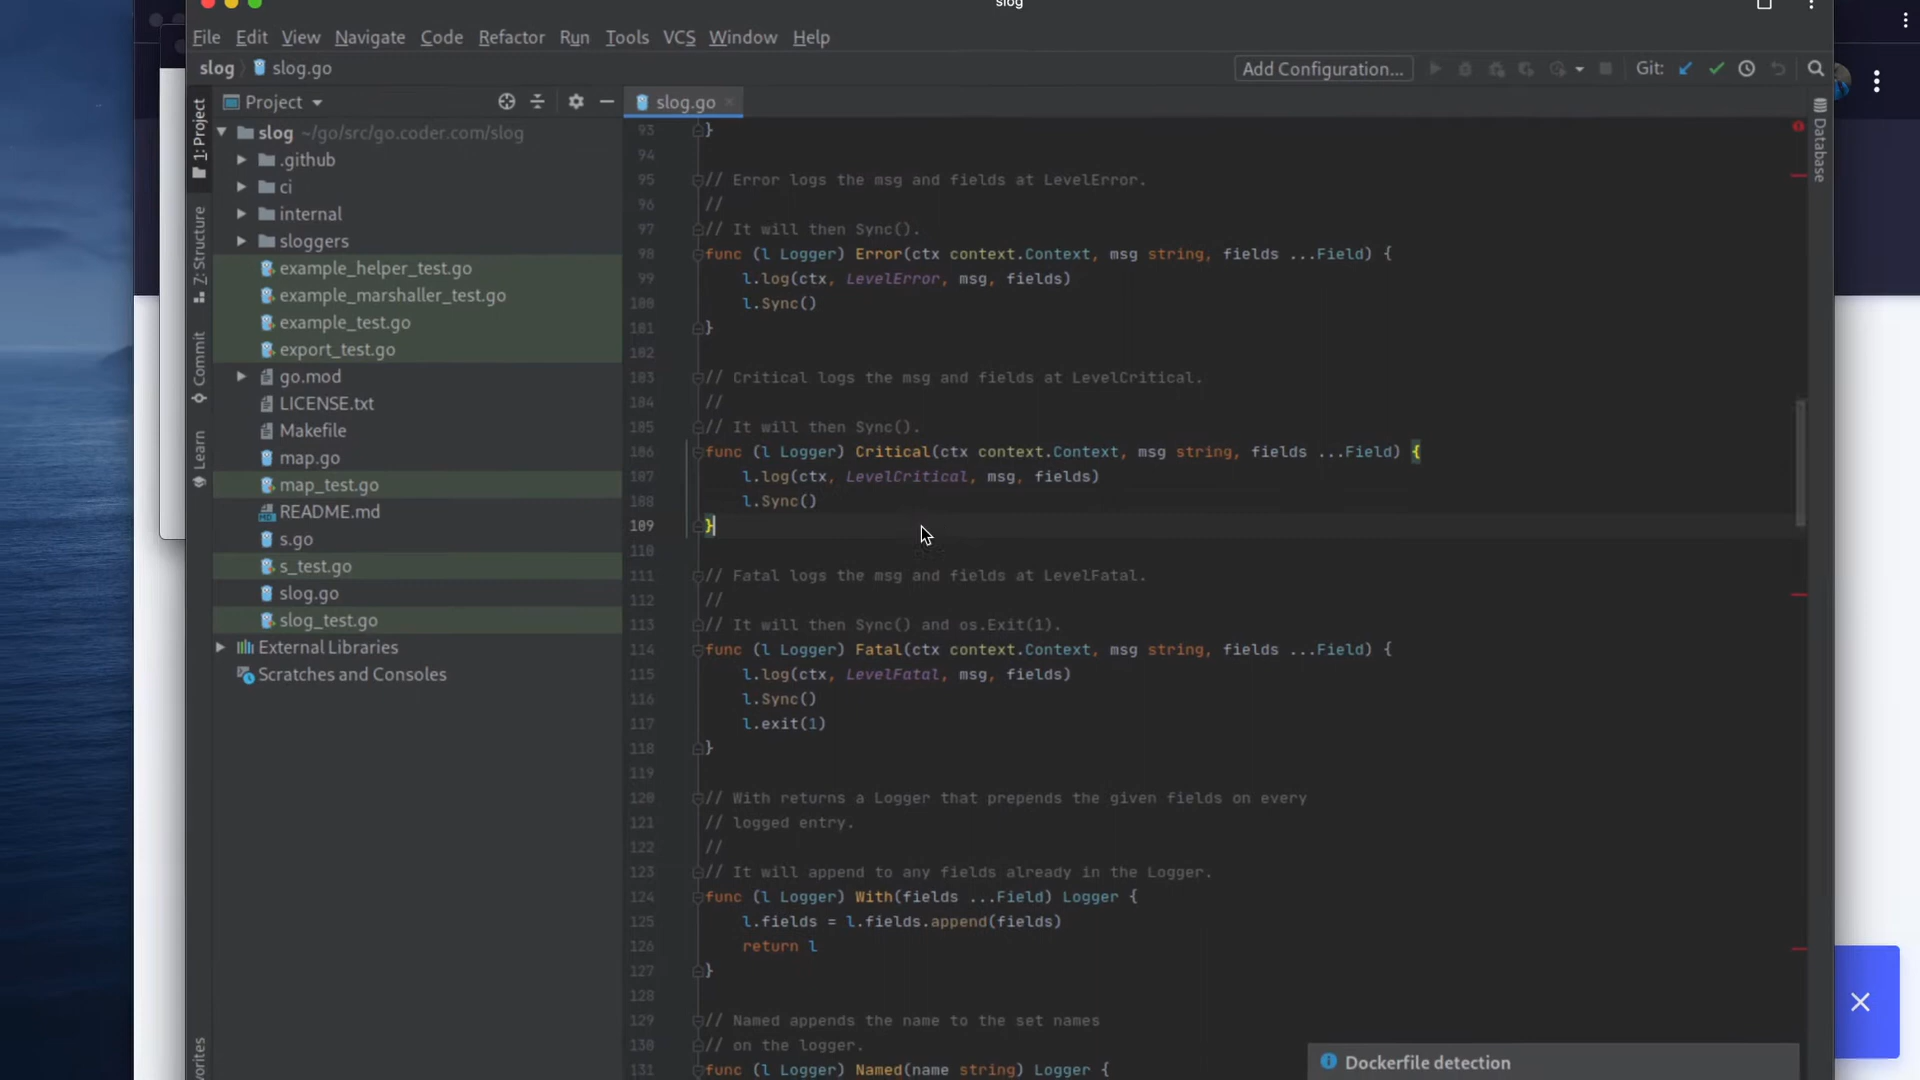 slog
File Edit View Navigate Code Refactor Run Tools VCS Window Help
slog slog.go Add Configuration... Git:
Project slog.go
1: Project
Z: Structure
Commit
Learn
Database
slog ~/go/src/go.coder.com/slog
.github
ci
internal
sloggers
example_helper_test.go
example_marshaller_test.go
example_test.go
export_test.go
go.mod
LICENSE.txt
Makefile
map.go
map_test.go
README.md
s.go
s_test.go
slog.go
slog_test.go
External Libraries
Scratches and Consoles
93 }
94
95 // Error logs the msg and fields at LevelError.
96 //
97 // It will then Sync().
98 func (l Logger) Error(ctx context.Context, msg string, fields ...Field) {
99 l.log(ctx, LevelError, msg, fields)
100 l.Sync()
101 }
102
103 // Critical logs the msg and fields at LevelCritical.
104 //
105 // It will then Sync().
106 func (l Logger) Critical(ctx context.Context, msg string, fields ...Field) {
107 l.log(ctx, LevelCritical, msg, fields)
108 l.Sync()
109 }
110
111 // Fatal logs the msg and fields at LevelFatal.
112 //
113 // It will then Sync() and os.Exit(1).
114 func (l Logger) Fatal(ctx context.Context, msg string, fields ...Field) {
115 l.log(ctx, LevelFatal, msg, fields)
116 l.Sync()
117 l.exit(1)
118 }
119
120 // With returns a Logger that prepends the given fields on every
121 // logged entry.
122 //
123 // It will append to any fields already in the Logger.
124 func (l Logger) With(fields ...Field) Logger {
125 l.fields = l.fields.append(fields)
126 return l
127 }
128
129 // Named appends the name to the set names
130 // on the logger.
131 func (l Logger) Named(name string) Logger {
Dockerfile detection